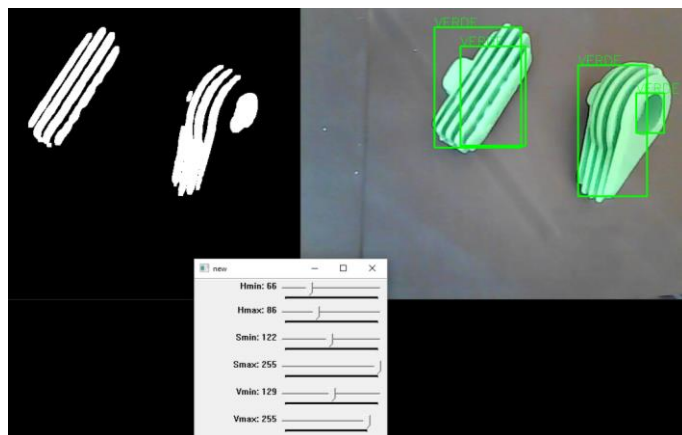 VERDE
VERDE
VERDE
VERDE
new
Hmin: 66
Hmax: 86
Smin: 122
Smax: 255
Vmin: 129
Vmax: 255